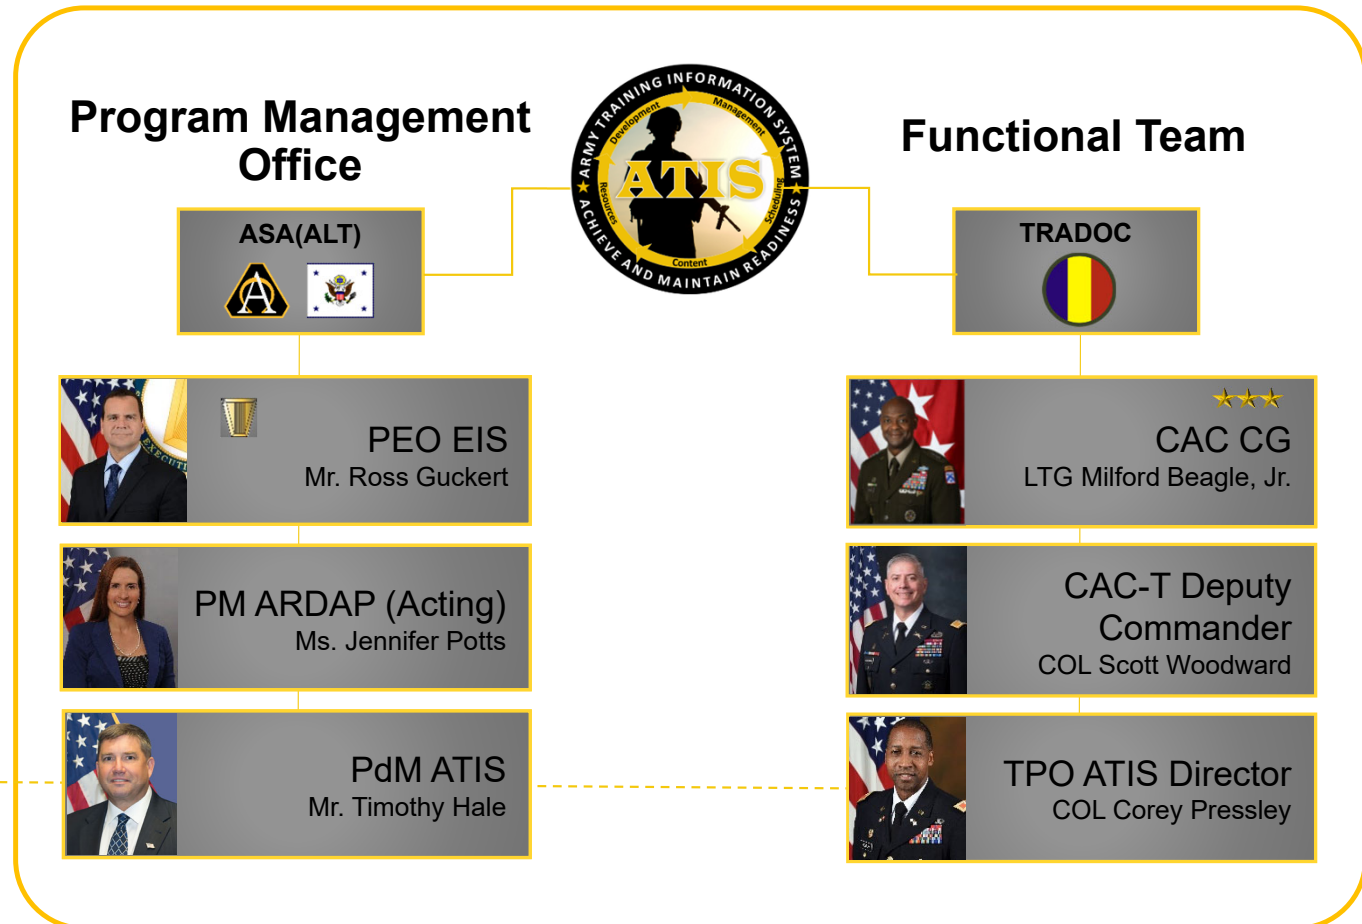 Program Management
Office
ARMY TRAINING INFORMATION SYSTEM
ACHIEVE AND MAINTAIN READINESS
Development
Management
Scheduling
Content
Resources
ATIS
Functional Team
ASA(ALT)
TRADOC
EXECUTI
PEO EIS
Mr. Ross Guckert
PM ARDAP (Acting)
Ms. Jennifer Potts
PdM ATIS
Mr. Timothy Hale
CAC CG
LTG Milford Beagle, Jr.
CAC-T Deputy
Commander
COL Scott Woodward
TPO ATIS Director
COL Corey Pressley